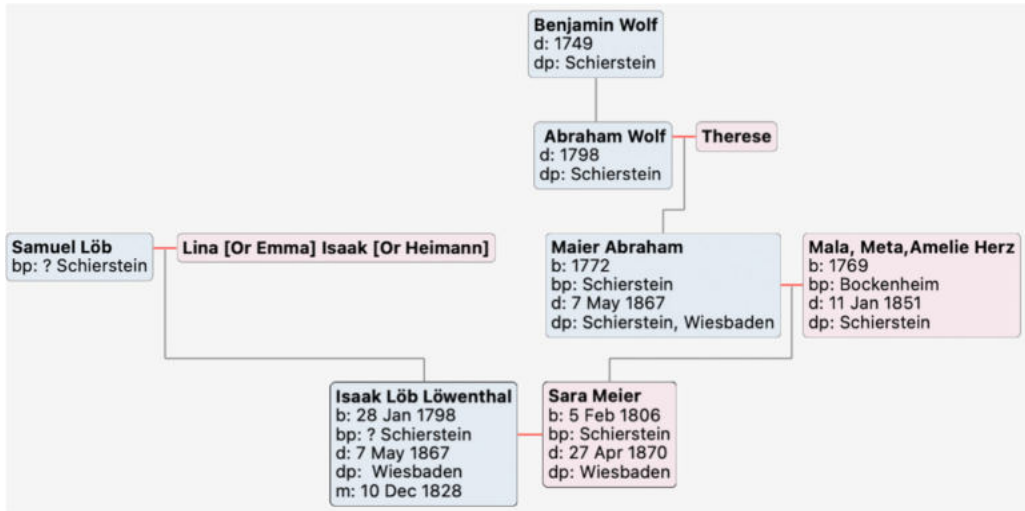 Benjamin Wolf
d: 1749
dp: Schierstein
Abraham Wolf
d: 1798
dp: Schierstein
Therese
Samuel Löb
bp: ? Schierstein
Lina [Or Emma] Isaak [Or Heimann]
Maier Abraham
b: 1772
bp: Schierstein
d: 7 May 1867
dp: Schierstein, Wiesbaden
Mala, Meta,Amelie Herz
b: 1769
bp: Bockenheim
d: 11 Jan 1851
dp: Schierstein
Isaak Löb Löwenthal
b: 28 Jan 1798
bp: ? Schierstein
d: 7 May 1867
dp: Wiesbaden
m: 10 Dec 1828
Sara Meier
b: 5 Feb 1806
bp: Schierstein
d: 27 Apr 1870
dp: Wiesbaden